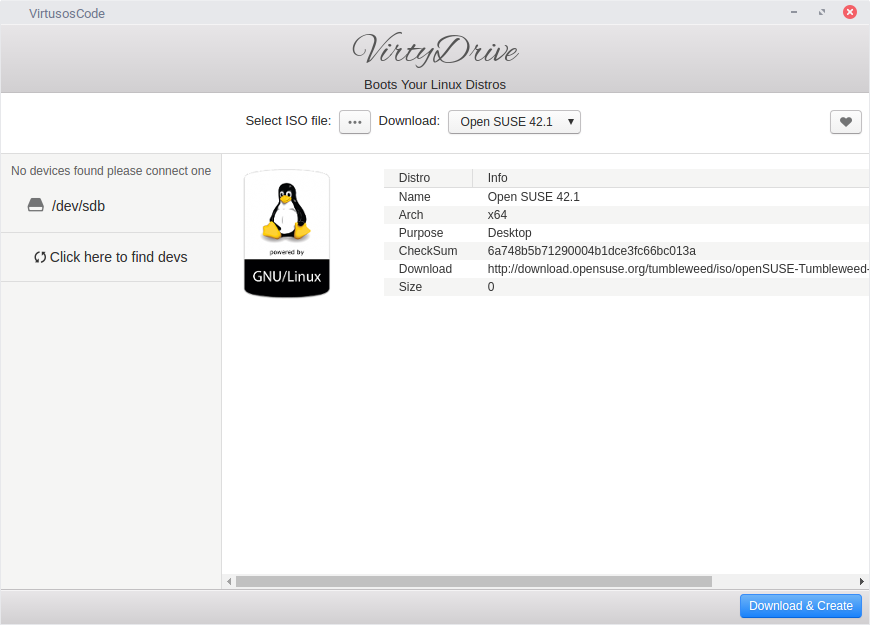 VirtusosCode
VirtyDrive
Boots Your Linux Distros
Select ISO file: ... Download: Open SUSE 42.1
No devices found please connect one
/dev/sdb
Click here to find devs
powered by
GNU/Linux
Distro Info
Name Open SUSE 42.1
Arch x64
Purpose Desktop
CheckSum 6a748b5b71290004b1dce3fc66bc013a
Download http://download.opensuse.org/tumbleweed/iso/openSUSE-Tumbleweed-
Size 0
Download & Create